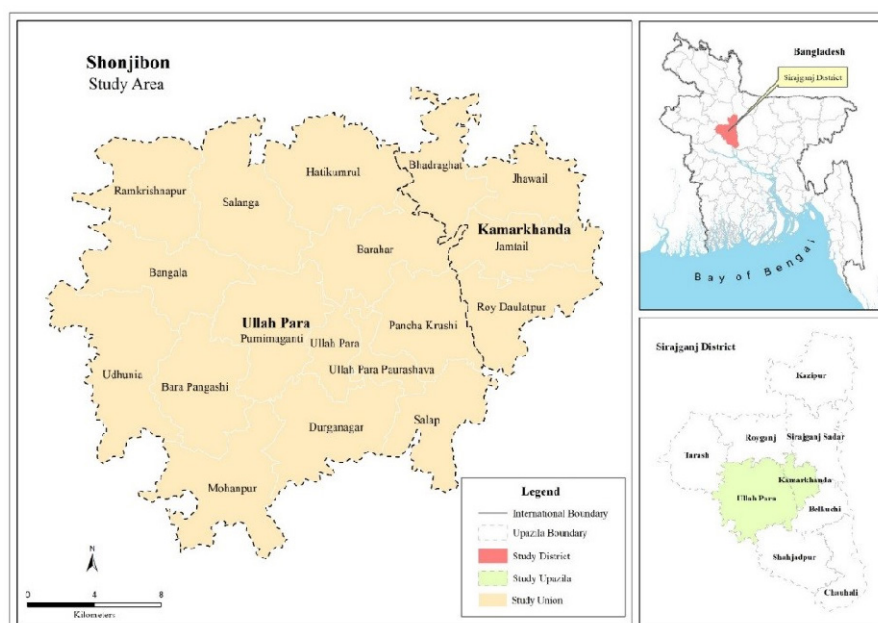 Shonjibon
Study Area
Ramkrishnapur
Salanga
Hatikumrul
Bhadraghat
Jhawail
Kamarkhanda
Jamtail
Barahar
Bangala
Roy Daulatpur
Pancha Krushi
Ullah Para
Purnimaganti
Ullah Para
Ullah Para Paurashava
Udhunia
Bara Pangashi
Durganagar
Salap
Mohanpur
N
0 4 8
Kilometers
Legend
International Boundary
Upazila Boundary
Study District
Study Upazila
Study Union
Bangladesh
Sirajganj District
Bay of Bengal
Sirajganj District
Kazipur
Royganj
Sirajganj Sadar
Tarash
Kamarkhanda
Ullah Para
Belkuchi
Shahjadpur
Chauhali